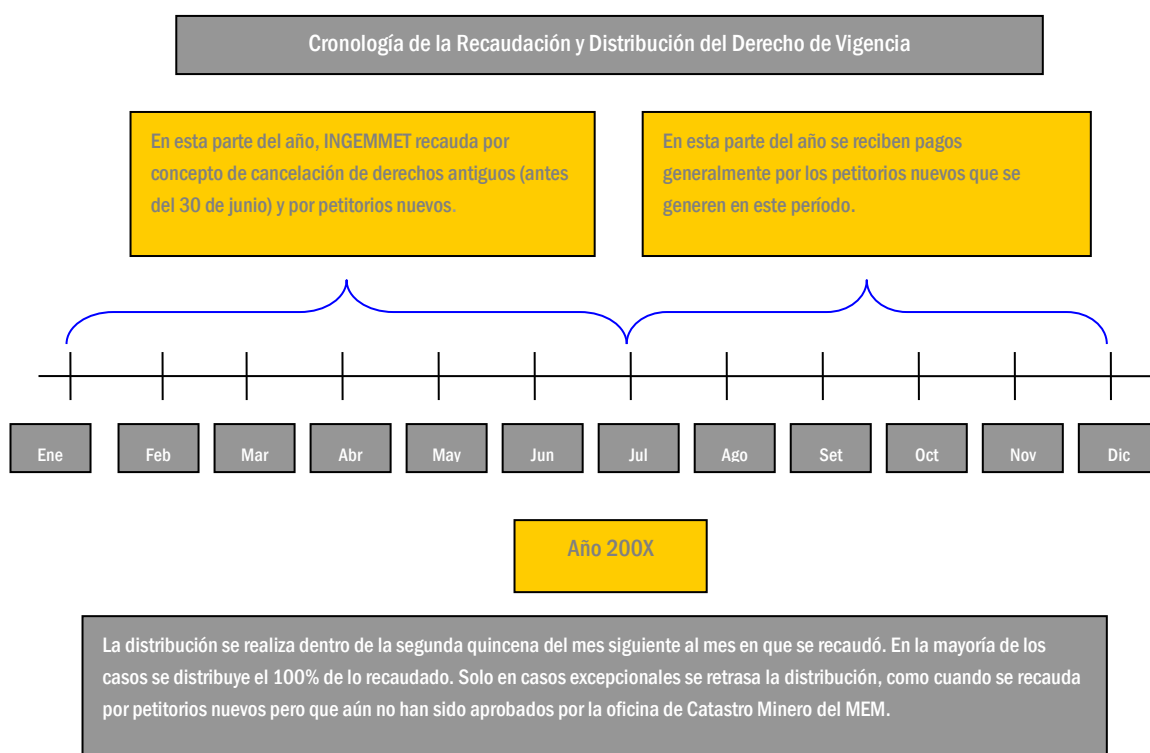 Cronología de la Recaudación y Distribución del Derecho de Vigencia
En esta parte del año, INGEMMET recauda por
concepto de cancelación de derechos antiguos (antes
del 30 de junio) y por petitorios nuevos.
En esta parte del año se reciben pagos
generalmente por los petitorios nuevos que se
generen en este período.
Ene
Feb
Mar
Abr
May
Jun
Jul
Ago
Set
Oct
Nov
Dic
Año 200X
La distribución se realiza dentro de la segunda quincena del mes siguiente al mes en que se recaudó. En la mayoría de los
casos se distribuye el 100% de lo recaudado. Solo en casos excepcionales se retrasa la distribución, como cuando se recauda
por petitorios nuevos pero que aún no han sido aprobados por la oficina de Catastro Minero del MEM.